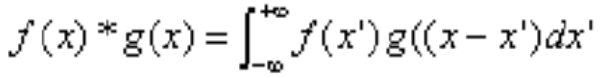 f(x) * g(x) = ∫_{-∞}^{+∞} f(x') g((x - x')dx'